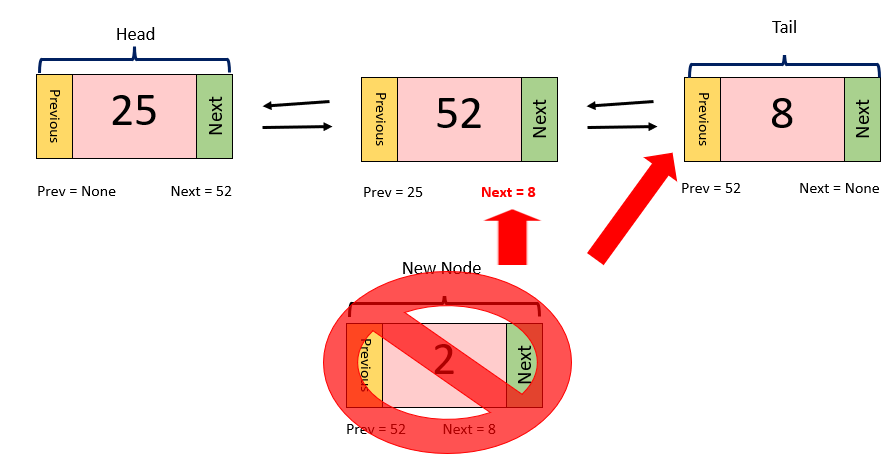 Head
Tail
Previous
25
Next
Previous
52
Next
Previous
8
Next
Prev = None
Next = 52
Prev = 25
Next = 8
Prev = 52
Next = None
New Node
Previous
2
Next
Prev = 52
Next = 8